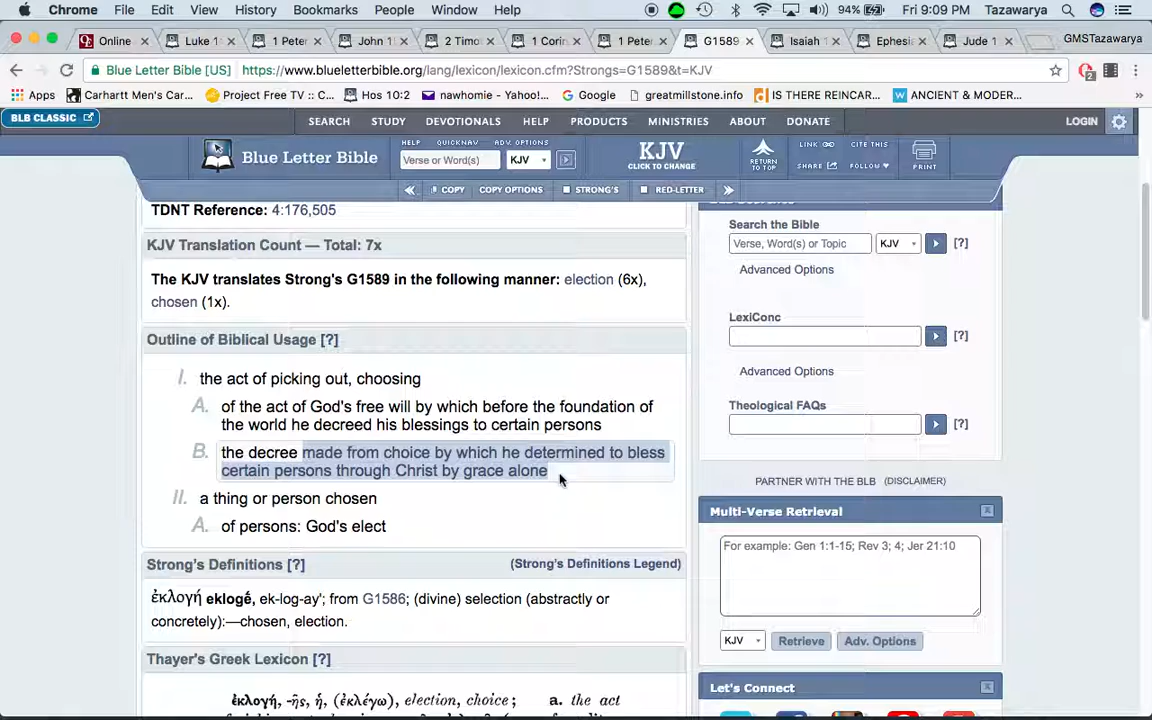 Chrome File Edit View History Bookmarks People Window Help 94% Fri 9:09 PM Tazawarya
Online Luke 1 1 Peter John 1 2 Timo 1 Corin 1 Peter G1589 Isaiah Ephesia Jude 1 GMSTazawarya
Blue Letter Bible [US] https://www.blueletterbible.org/lang/lexicon/lexicon.cfm?Strongs=G1589&t=KJV 2
Apps Carhartt Men's Car... Project Free TV :: C... Hos 10:2 nawhomie - Yahoo!... Google greatmillstone.info IS THERE REINCAR... ANCIENT & MODER... »
BLB CLASSIC SEARCH STUDY DEVOTIONALS HELP PRODUCTS MINISTRIES ABOUT DONATE LOGIN
Blue Letter Bible
HELP QUICKNAV ADV. OPTIONS
Verse or Word(s) KJV
KJV
CLICK TO CHANGE
RETURN
TO TOP
LINK CITE THIS
SHARE FOLLOW
PRINT
COPY COPY OPTIONS STRONG'S RED-LETTER
TDNT Reference: 4:176,505
KJV Translation Count — Total: 7x
The KJV translates Strong's G1589 in the following manner: election (6x),
chosen (1x).
Outline of Biblical Usage [?]
I. the act of picking out, choosing
A. of the act of God's free will by which before the foundation of
the world he decreed his blessings to certain persons
B. the decree made from choice by which he determined to bless
certain persons through Christ by grace alone
II. a thing or person chosen
A. of persons: God's elect
Strong's Definitions [?] (Strong's Definitions Legend)
ἐκλογή eklogḗ, ek-log-ay'; from G1586; (divine) selection (abstractly or
concretely):—chosen, election.
Thayer's Greek Lexicon [?]
ἐκλογή, -ῆς, ἡ, (ἐκλέγω), election, choice; a. the act
Search the Bible
Verse, Word(s) or Topic KJV [?]
Advanced Options
LexiConc
[?]
Advanced Options
Theological FAQs
[?]
PARTNER WITH THE BLB (DISCLAIMER)
Multi-Verse Retrieval x
For example: Gen 1:1-15; Rev 3; 4; Jer 21:10
KJV Retrieve Adv. Options
Let's Connect x